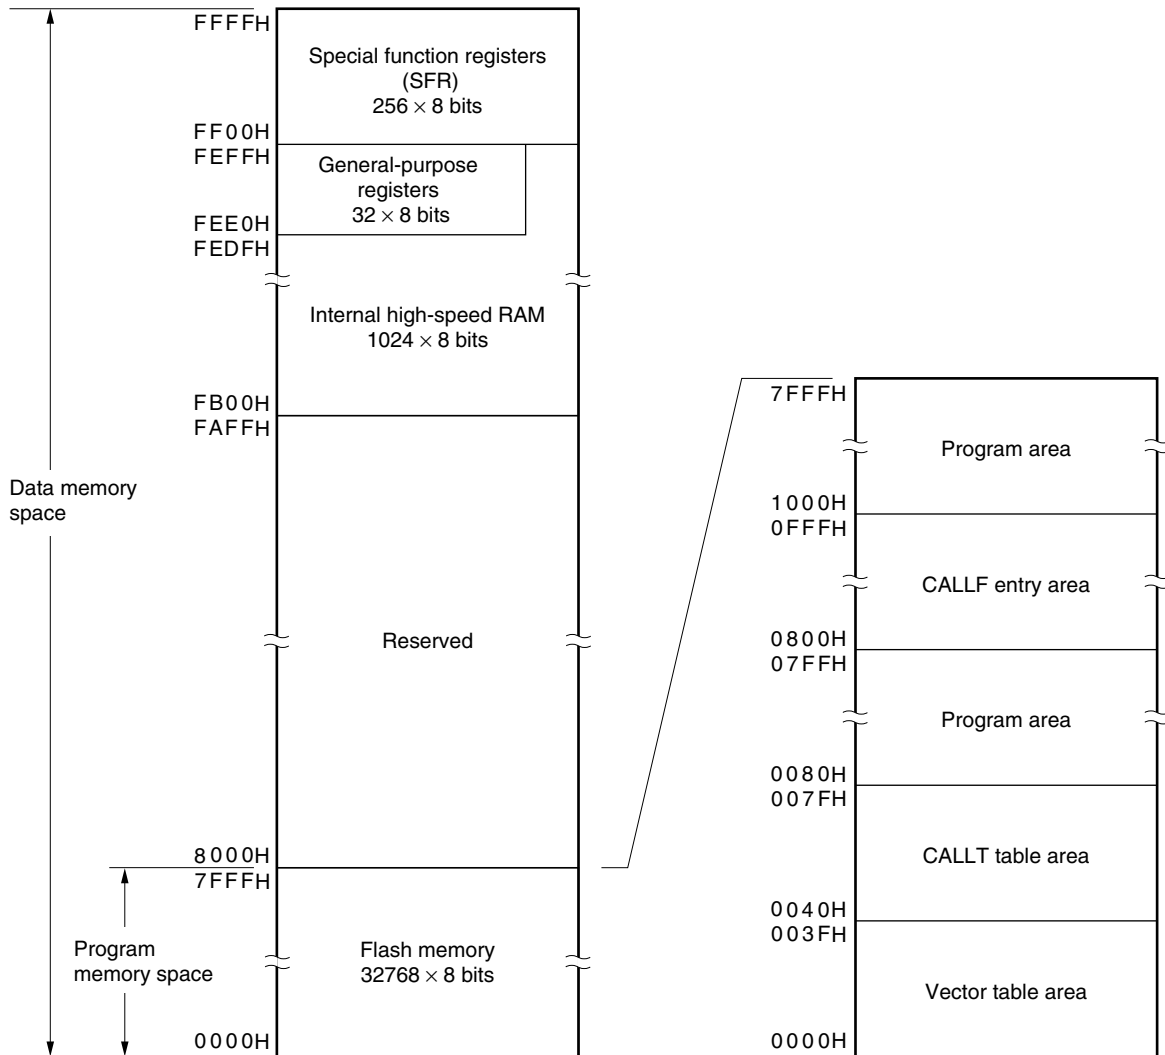 FFFFH
Special function registers
(SFR)
256 × 8 bits
FF00H
FEFFH
General-purpose
registers
32 × 8 bits
FEE0H
FEDFH
Internal high-speed RAM
1024 × 8 bits
FB00H
FAFFH
Data memory
space
Reserved
8000H
7FFFH
Program
memory space
Flash memory
32768 × 8 bits
0000H
7FFFH
Program area
1000H
0FFFH
CALLF entry area
0800H
07FFH
Program area
0080H
007FH
CALLT table area
0040H
003FH
Vector table area
0000H